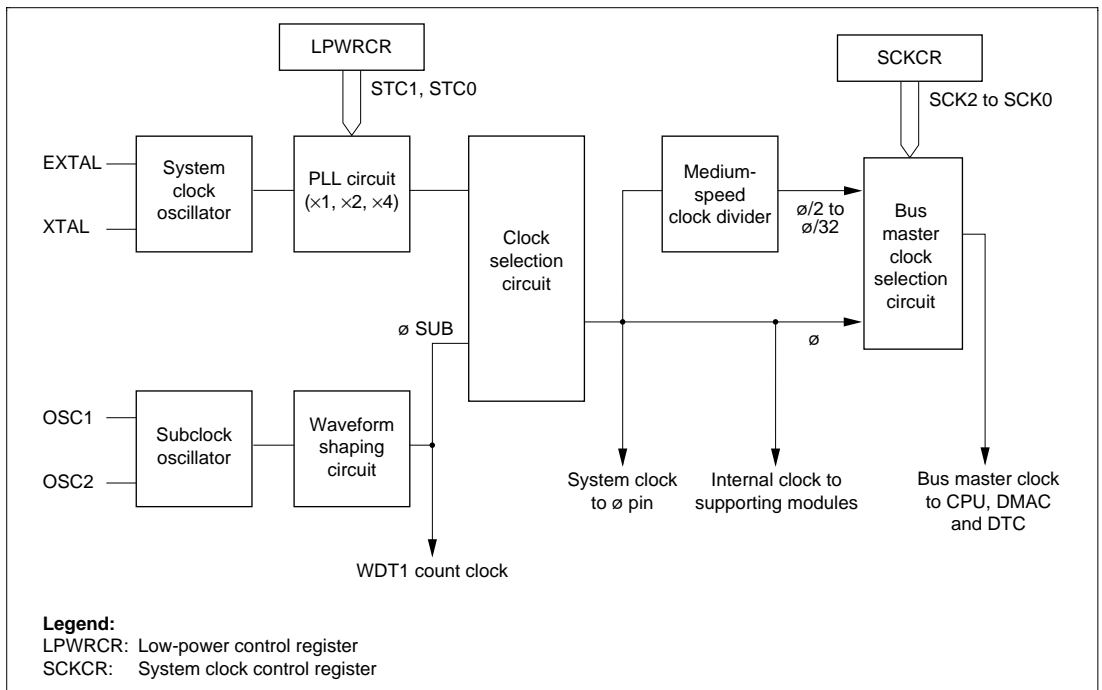 LPWRCR
SCKCR
STC1, STC0
SCK2 to SCK0
EXTAL
XTAL
System
clock
oscillator
PLL circuit
(×1, ×2, ×4)
Clock
selection
circuit
Medium-
speed
clock divider
ø/2 to
ø/32
Bus
master
clock
selection
circuit
ø SUB
ø
OSC1
OSC2
Subclock
oscillator
Waveform
shaping
circuit
System clock
to ø pin
Internal clock to
supporting modules
Bus master clock
to CPU, DMAC
and DTC
WDT1 count clock
Legend:
LPWRCR: Low-power control register
SCKCR: System clock control register